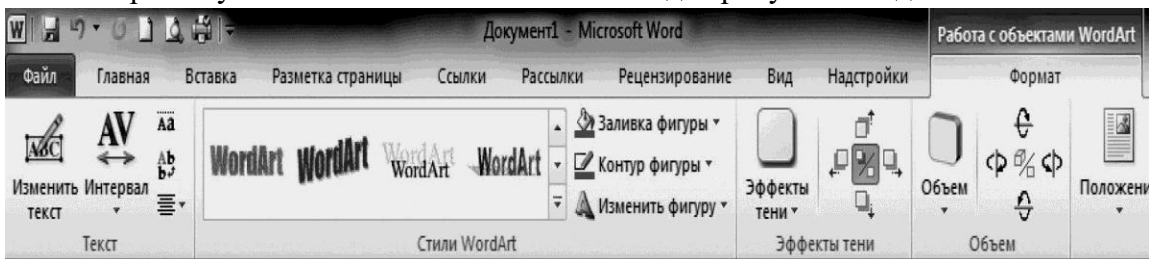 Документ1 - Microsoft Word
Работа с объектами WordArt
Файл Главная Вставка Разметка страницы Ссылки Рассылки Рецензирование Вид Надстройки Формат
Изменить текст
Интервал
Текст
WordArt WordArt WordArt WordArt
Заливка фигуры
Контур фигуры
Изменить фигуру
Стили WordArt
Эффекты тени
Эффекты тени
Объем
Объем
Положени